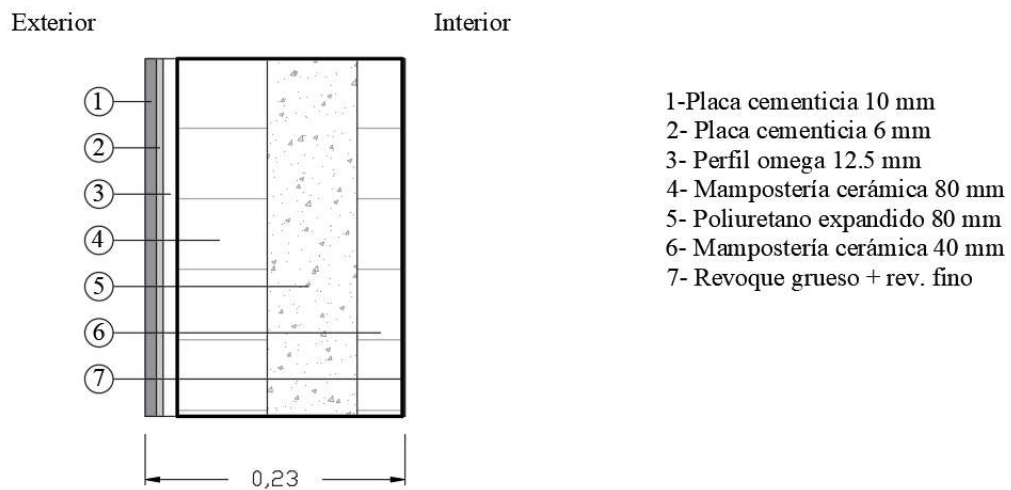 Exterior
Interior
1
2
3
4
5
6
7
1-Placa cementicia 10 mm
2- Placa cementicia 6 mm
3- Perfil omega 12.5 mm
4- Mampostería cerámica 80 mm
5- Poliuretano expandido 80 mm
6- Mampostería cerámica 40 mm
7- Revoque grueso + rev. fino
0,23